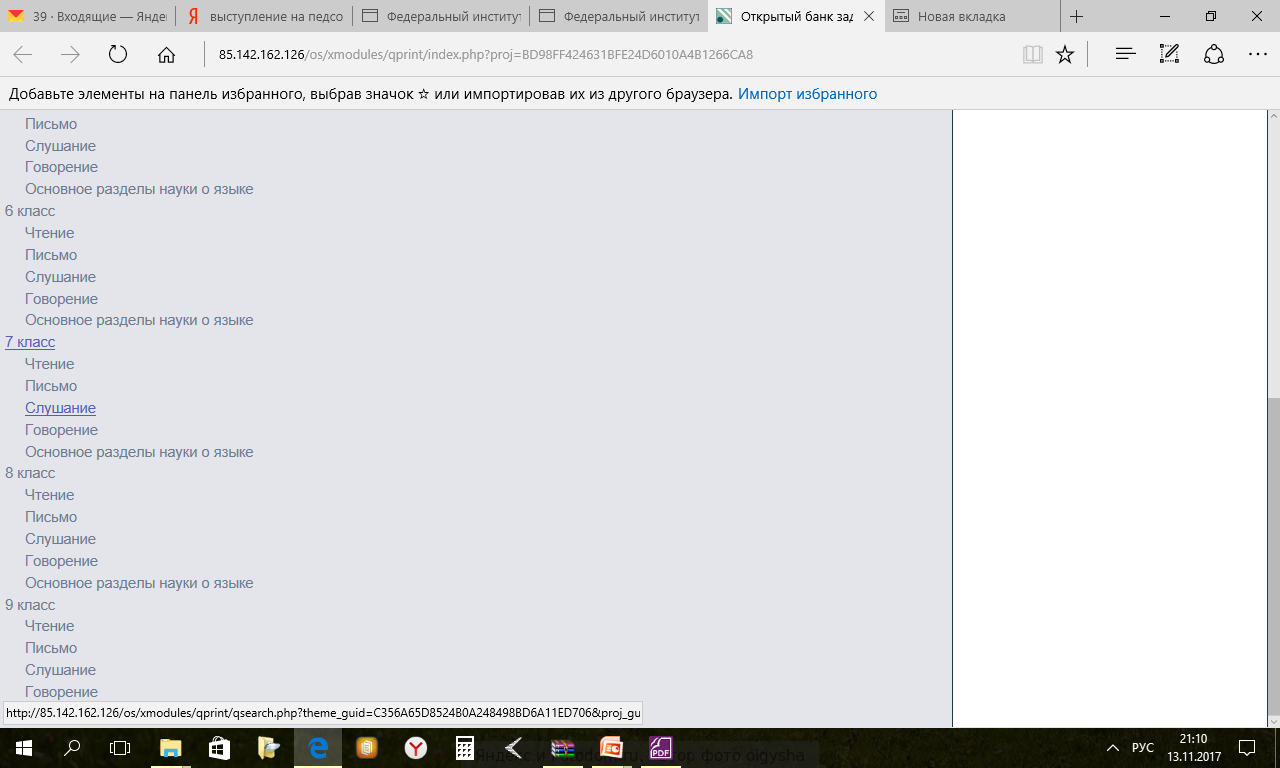 39 · Входящие — Янде
выступление на педсо
Федеральный институт
Федеральный институт
Открытый банк зад
Новая вкладка
85.142.162.126/os/xmodules/qprint/index.php?proj=BD98FF424631BFE24D6010A4B1266CA8
Добавьте элементы на панель избранного, выбрав значок ☆ или импортировав их из другого браузера. Импорт избранного
Письмо
Слушание
Говорение
Основное разделы науки о языке
6 класс
Чтение
Письмо
Слушание
Говорение
Основное разделы науки о языке
7 класс
Чтение
Письмо
Слушание
Говорение
Основное разделы науки о языке
8 класс
Чтение
Письмо
Слушание
Говорение
Основное разделы науки о языке
9 класс
Чтение
Письмо
Слушание
Говорение
http://85.142.162.126/os/xmodules/qprint/qsearch.php?theme_guid=C356A65D8524B0A248498BD6A11ED706&proj_gu
РУС
21:10
13.11.2017